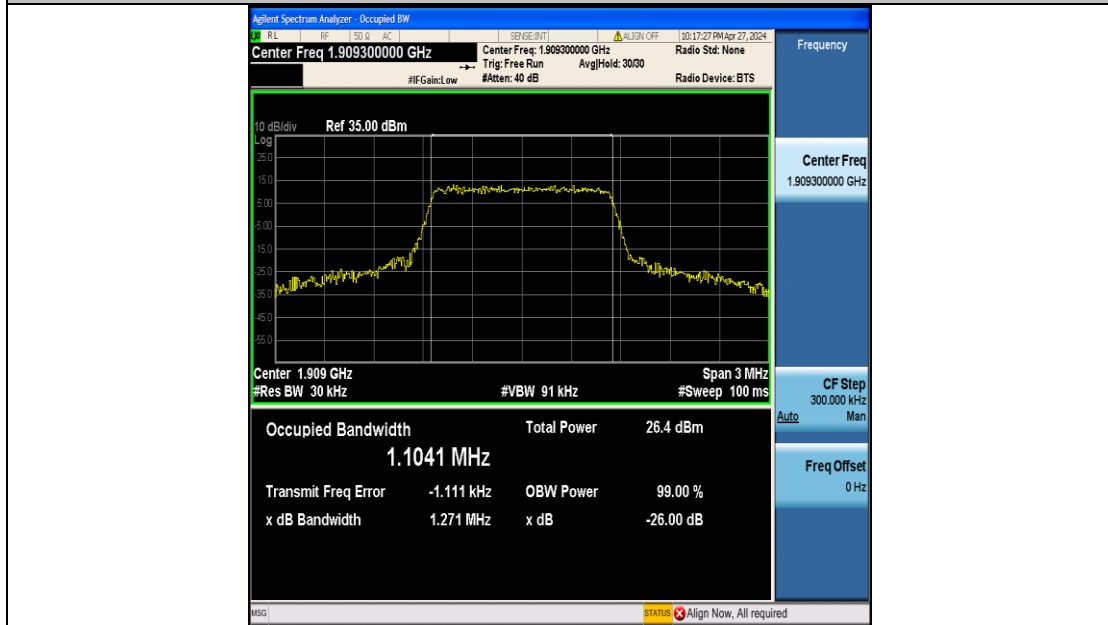 Agilent Spectrum Analyzer - Occupied BW
RL RF 50 Ω AC SENSE:INT ALIGN OFF 10:17:27 PM Apr 27, 2024
Center Freq 1.909300000 GHz
Center Freq: 1.909300000 GHz
Radio Std: None
Trig: Free Run Avg|Hold: 30/30
#IFGain:Low
#Atten: 40 dB
Radio Device: BTS
10 dB/div Ref 35.00 dBm
Log
25.0
15.0
5.00
-5.00
-15.0
-25.0
-35.0
-45.0
-55.0
Center 1.909 GHz
Span 3 MHz
#Res BW 30 kHz
#VBW 91 kHz
#Sweep 100 ms
Occupied Bandwidth
Total Power 26.4 dBm
1.1041 MHz
Transmit Freq Error -1.111 kHz OBW Power 99.00 %
x dB Bandwidth 1.271 MHz x dB -26.00 dB
Frequency
Center Freq
1.909300000 GHz
CF Step
300.000 kHz
Auto Man
Freq Offset
0 Hz
MSG
STATUS Align Now, All required